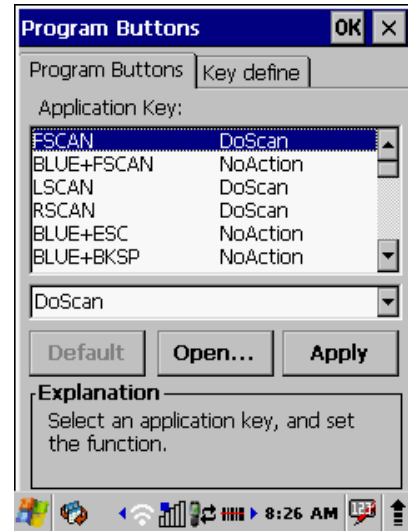 Program Buttons OK ×
Program Buttons Key define
Application Key:
FSCAN DoScan
BLUE+FSCAN NoAction
LSCAN DoScan
RSCAN DoScan
BLUE+ESC NoAction
BLUE+BKSP NoAction
DoScan
Default Open... Apply
Explanation
Select an application key, and set
the function.
8:26 AM